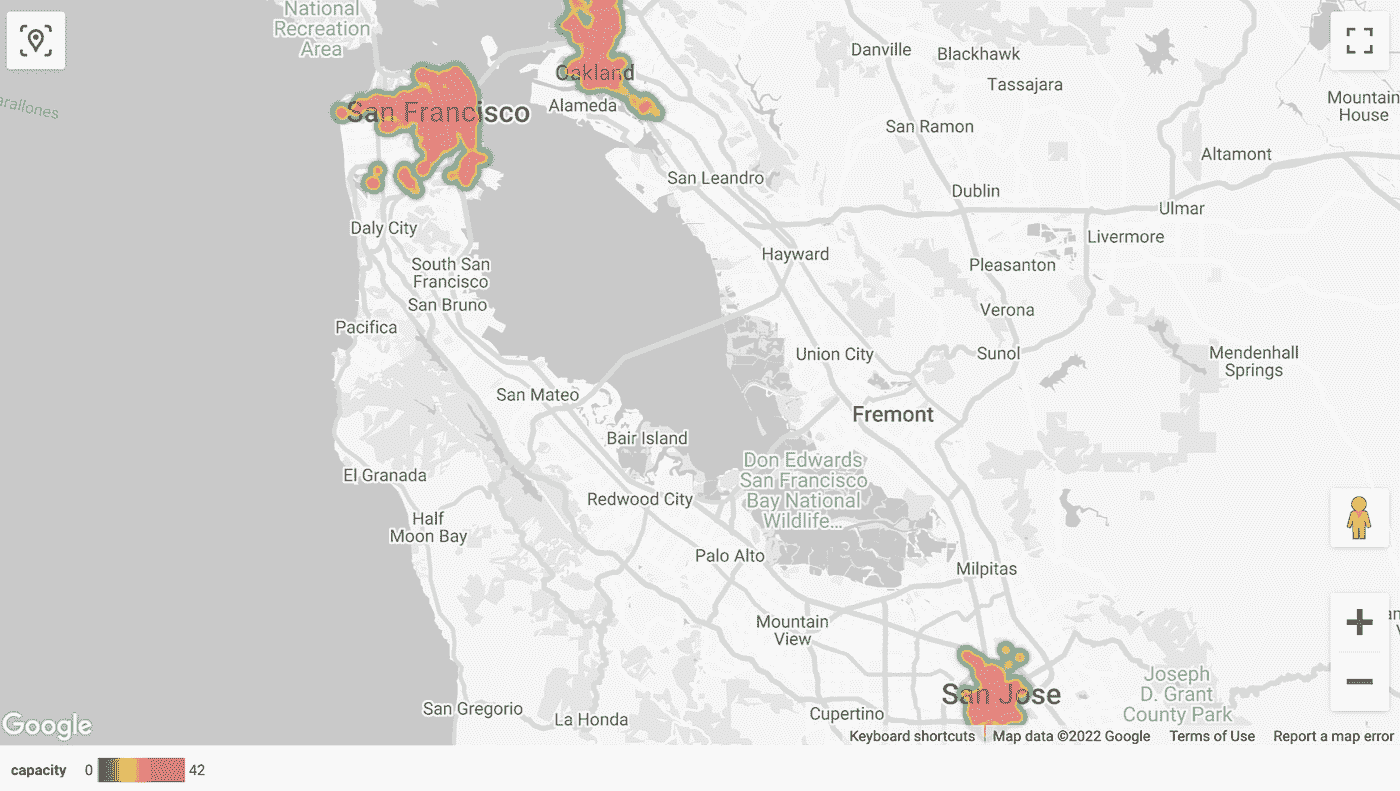 National
Recreation
Area
Danville
Blackhawk
Tassajara
Oakland
Alameda
arallones
San Francisco
Mountain
House
San Ramon
Altamont
San Leandro
Dublin
Ulmar
Daly City
Livermore
Hayward
South San
Francisco
Pleasanton
San Bruno
Verona
Pacifica
Union City
Sunol
Mendenhall
Springs
San Mateo
Fremont
Bair Island
Don Edwards
San Francisco
Bay National
Wildlife...
El Granada
Redwood City
Half
Moon Bay
Palo Alto
Milpitas
Mountain
View
Joseph
D. Grant
County Park
San Jose
San Gregorio
La Honda
Cupertino
Google
Keyboard shortcuts
Map data ©2022 Google
Terms of Use
Report a map error
capacity 0 42